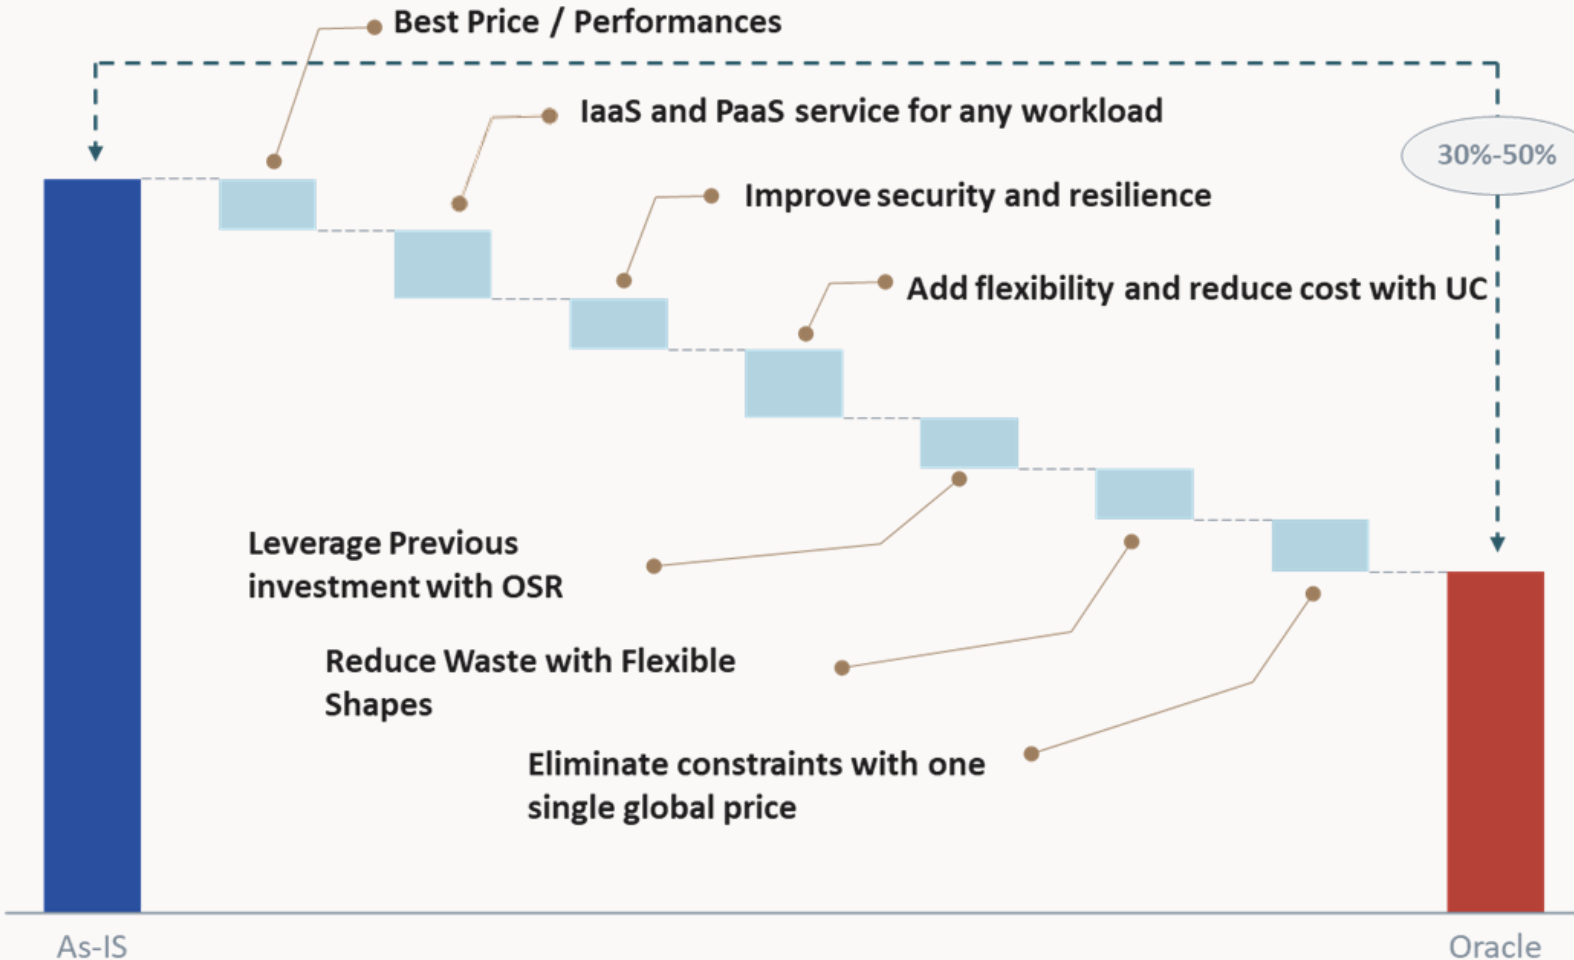 Best Price / Performances
IaaS and PaaS service for any workload
30%-50%
Improve security and resilience
Add flexibility and reduce cost with UC
Leverage Previous
investment with OSR
Reduce Waste with Flexible
Shapes
Eliminate constraints with one
single global price
As-IS
Oracle